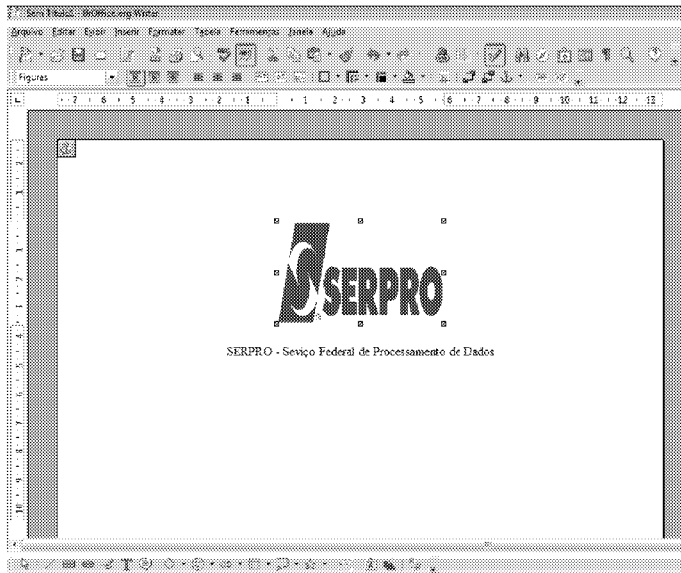 Sem Título1 - BrOffice.org Writer
Arquivo Editar Exibir Inserir Formatar Tabela Ferramentas Janela Ajuda
Figuras
SERPRO
SERPRO - Seviço Federal de Processamento de Dados